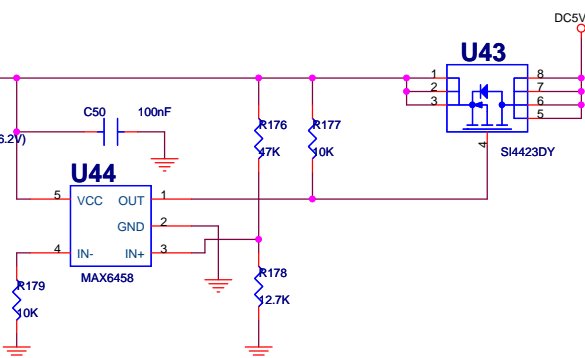 DC5V
U43
1
2
3
8
7
6
5
4
SI4423DY
C50
100nF
6.2V)
R176
47K
R177
10K
U44
5
VCC
OUT
1
GND
2
4
IN-
IN+
3
MAX6458
R179
10K
R178
12.7K